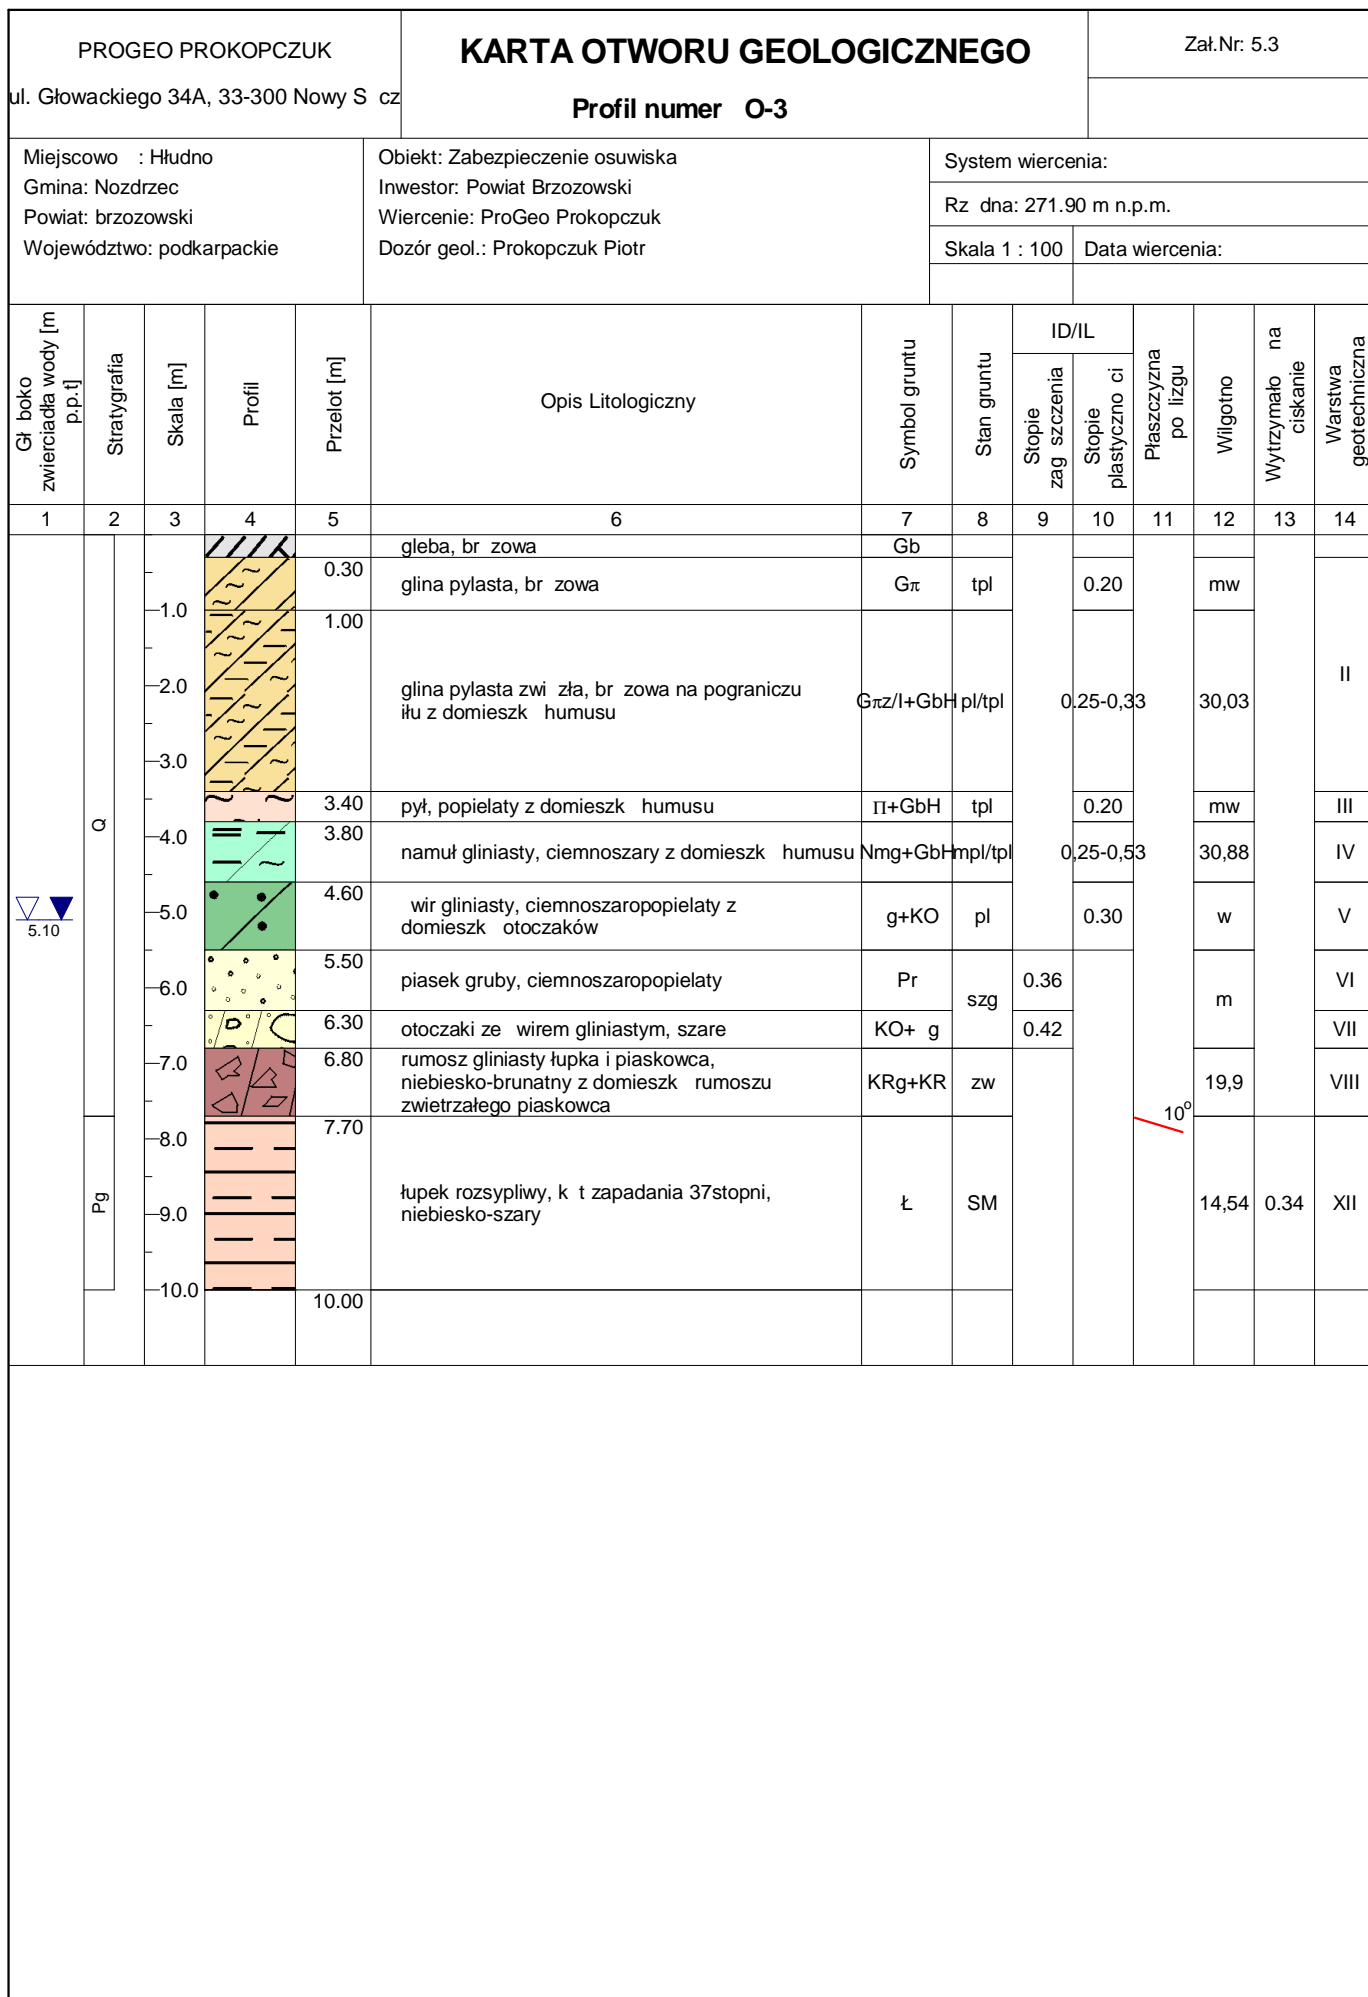 PROGEO PROKOPCZUK
ul. Głowackiego 34A, 33-300 Nowy S cz
KARTA OTWORU GEOLOGICZNEGO
Profil numer O-3
Zał.Nr: 5.3
Miejscowo : Hłudno
Gmina: Nozdrzec
Powiat: brzozowski
Województwo: podkarpackie
Obiekt: Zabezpieczenie osuwiska
Inwestor: Powiat Brzozowski
Wiercenie: ProGeo Prokopczuk
Dozór geol.: Prokopczuk Piotr
System wiercenia:
Rz dna: 271.90 m n.p.m.
Skala 1 : 100
Data wiercenia:
Gł boko
zwierciadła wody [m
p.p.t]
Stratygrafia
Skala [m]
Profil
Przelot [m]
Opis Litologiczny
Symbol gruntu
Stan gruntu
ID/IL
Stopie
zag szczenia
Stopie
plastyczno ci
Płaszczyzna
po lizgu
Wilgotno
Wytrzymało na
ciskanie
Warstwa
geotechniczna
1 2 3 4 5 6 7 8 9 10 11 12 13 14
gleba, br zowa Gb
0.30 glina pylasta, br zowa Gπ tpl 0.20 mw
1.0
1.00
2.0
glina pylasta zwi zła, br zowa na pograniczu
iłu z domieszk humusu
Gπz/I+GbH pl/tpl 0.25-0,33 30,03 II
3.0
3.40 pył, popielaty z domieszk humusu Π+GbH tpl 0.20 mw III
Q
4.0
3.80
namuł gliniasty, ciemnoszary z domieszk humusu Nmg+GbH mpl/tpl 0,25-0,53 30,88 IV
5.10
5.0
4.60
wir gliniasty, ciemnoszaropopielaty z
domieszk otoczaków
g+KO pl 0.30 w V
6.0
5.50
piasek gruby, ciemnoszaropopielaty Pr szg 0.36 m VI
6.30 otoczaki ze wirem gliniastym, szare KO+ g 0.42 VII
7.0
6.80
rumosz gliniasty łupka i piaskowca,
niebiesko-brunatny z domieszk rumoszu
zwietrzałego piaskowca
KRg+KR zw 19,9 VIII
10°
7.70
8.0
Pg
9.0
łupek rozsypliwy, k t zapadania 37stopni,
niebiesko-szary
Ł SM 14,54 0.34 XII
10.0
10.00